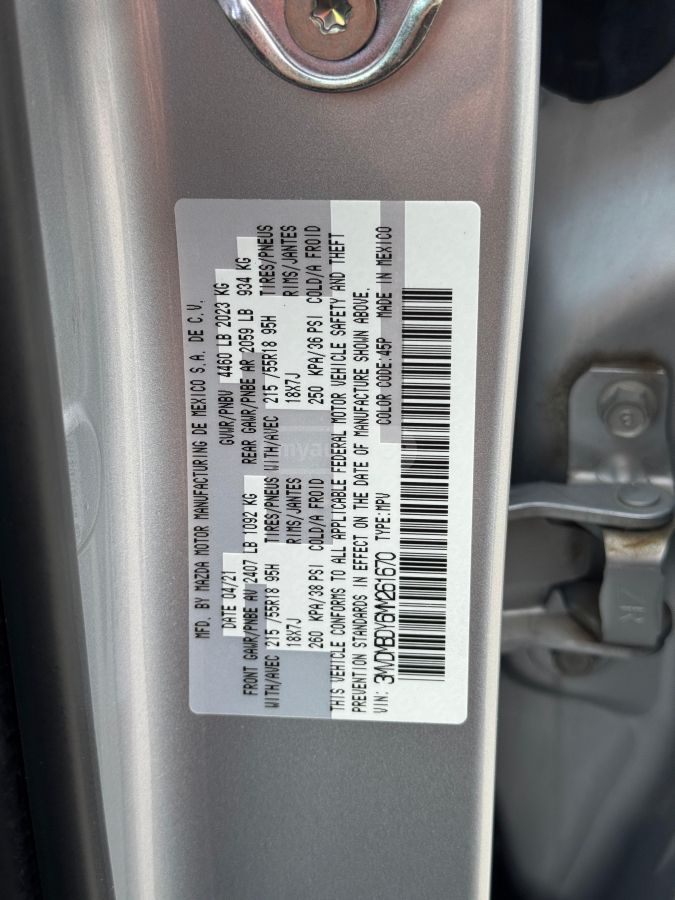 MFD. BY MAZDA MOTOR MANUFACTURING DE MEXICO S.A. DE C.V.
DATE 04/21 GVWR/PNBV 4460 LB 2023 KG
FRONT GAWR/PNBE AV 2407 LB 1092 KG REAR GAWR/PNBE AR 2059 LB 934 KG
WITH/AVEC 215 /55R18 95H TIRES/PNEUS WITH/AVEC 215 /55R18 95H TIRES/PNEUS
18X7J RIMS/JANTES 18X7J RIMS/JANTES
260 KPA/38 PSI COLD/A FROID 250 KPA/36 PSI COLD/A FROID
THIS VEHICLE CONFORMS TO ALL APPLICABLE FEDERAL MOTOR VEHICLE SAFETY AND THEFT
PREVENTION STANDARDS IN EFFECT ON THE DATE OF MANUFACTURE SHOWN ABOVE.
VIN: 3MVDMBDY6MM261670 TYPE:MPV COLOR CODE:45P MADE IN MEXICO